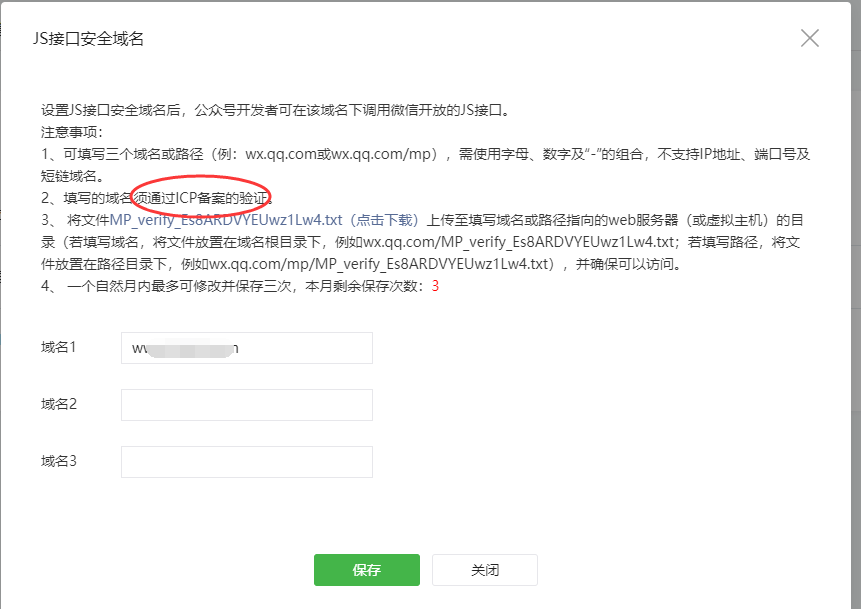 JS接口安全域名
设置JS接口安全域名后，公众号开发者可在该域名下调用微信开放的JS接口。
注意事项：
1、可填写三个域名或路径（例：wx.qq.com或wx.qq.com/mp），需使用字母、数字及“-”的组合，不支持IP地址、端口号及
短链域名。
2、填写的域名须通过ICP备案的验证。
3、 将文件MP_verify_Es8ARDVYEUwz1Lw4.txt（点击下载）上传至填写域名或路径指向的web服务器（或虚拟主机）的目
录（若填写域名，将文件放置在域名根目录下，例如wx.qq.com/MP_verify_Es8ARDVYEUwz1Lw4.txt；若填写路径，将文
件放置在路径目录下，例如wx.qq.com/mp/MP_verify_Es8ARDVYEUwz1Lw4.txt），并确保可以访问。
4、 一个自然月内最多可修改并保存三次，本月剩余保存次数：3
域名1
域名2
域名3
保存 关闭